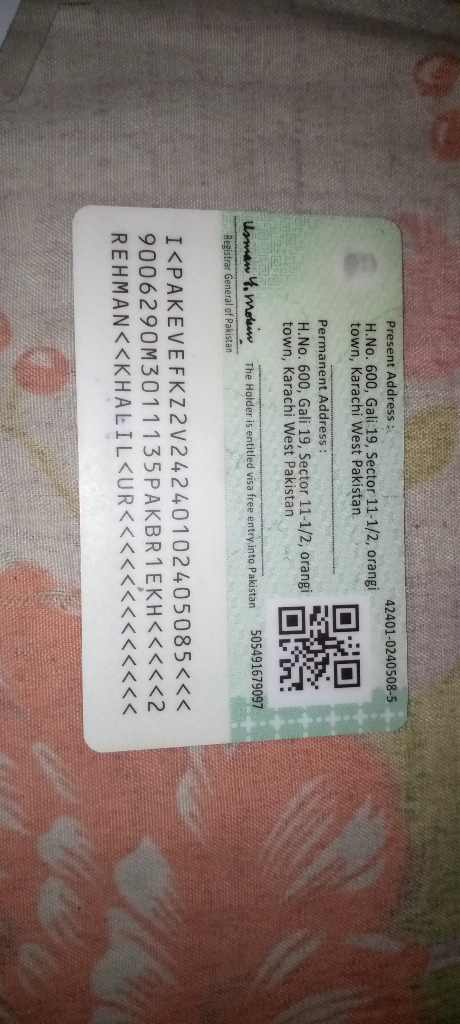 42401-0240508-5
Present Address :
H.No. 600, Gali 19, Sector 11-1/2, orangi
town, Karachi West Pakistan
Permanent Address :
H.No. 600, Gali 19, Sector 11-1/2, orangi
town, Karachi West Pakistan
Usman Y. Mobin
Registrar General of Pakistan
The Holder is entitled visa free entry into Pakistan
505491679097
I<PAKEVEFKZ2V24240102405085<<<
9006290M3011135PAKBR1EKH<<<<<2
REHMAN<<KHALIL<UR<<<<<<<<<<<<<